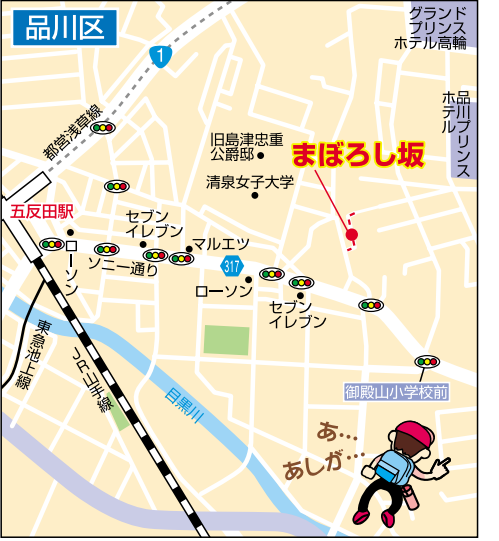 品川区
グランド
プリンス
ホテル高輪
1
品川プリンス
ホテル
都営浅草線
旧島津忠重
公爵邸
まぼろし坂
清泉女子大学
五反田駅
セブン
イレブン
マルエツ
ローソン
ソニー通り
317
ローソン
セブン
イレブン
東急池上線
JR山手線
目黒川
御殿山小学校前
あ…
あしが…